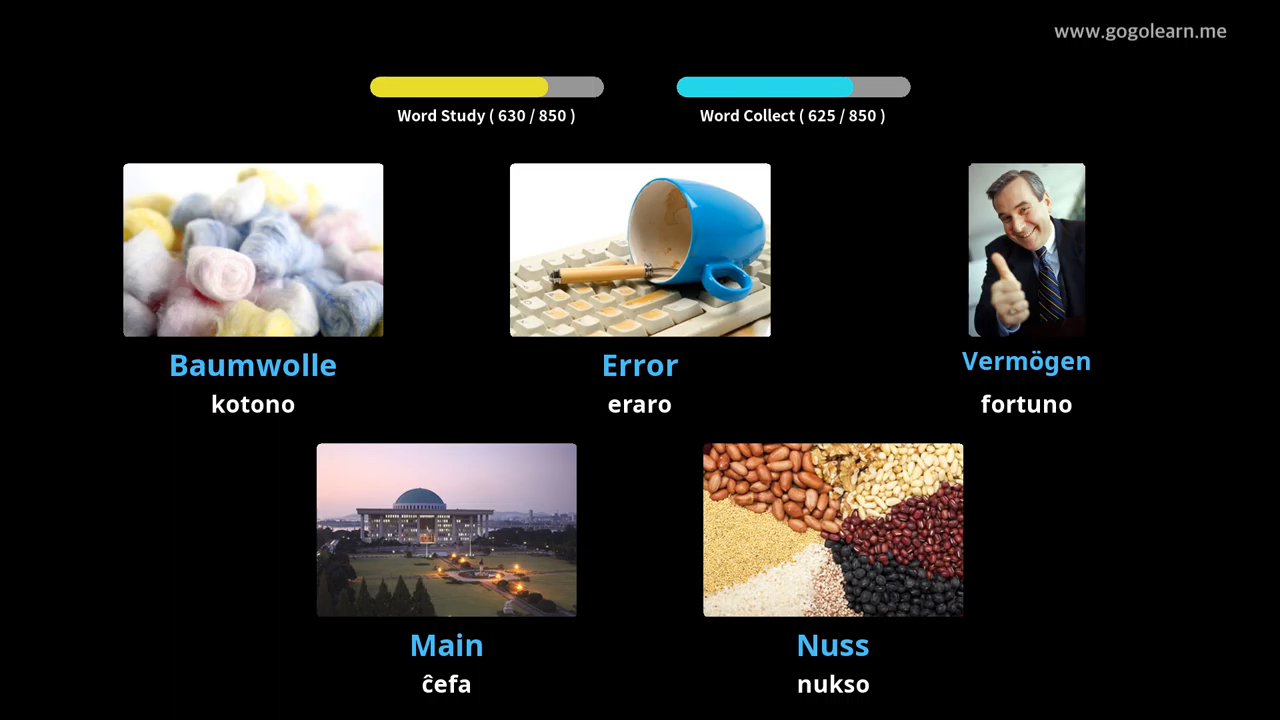 www.gogolearn.me
Word Study ( 630 / 850 )
Word Collect ( 625 / 850 )
Baumwolle
kotono
Error
eraro
Vermögen
fortuno
Main
ĉefa
Nuss
nukso